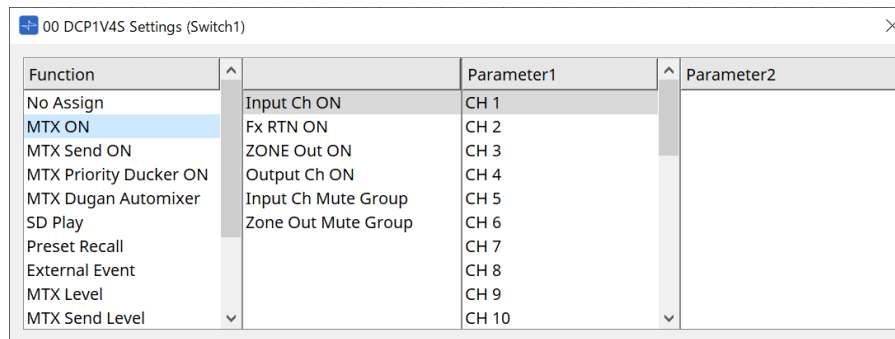 00 DCP1V4S Settings (Switch1)
Function Parameter1 Parameter2
No Assign Input Ch ON CH 1
MTX ON Fx RTN ON CH 2
MTX Send ON ZONE Out ON CH 3
MTX Priority Ducker ON Output Ch ON CH 4
MTX Dugan Automixer Input Ch Mute Group CH 5
SD Play Zone Out Mute Group CH 6
Preset Recall CH 7
External Event CH 8
MTX Level CH 9
MTX Send Level CH 10